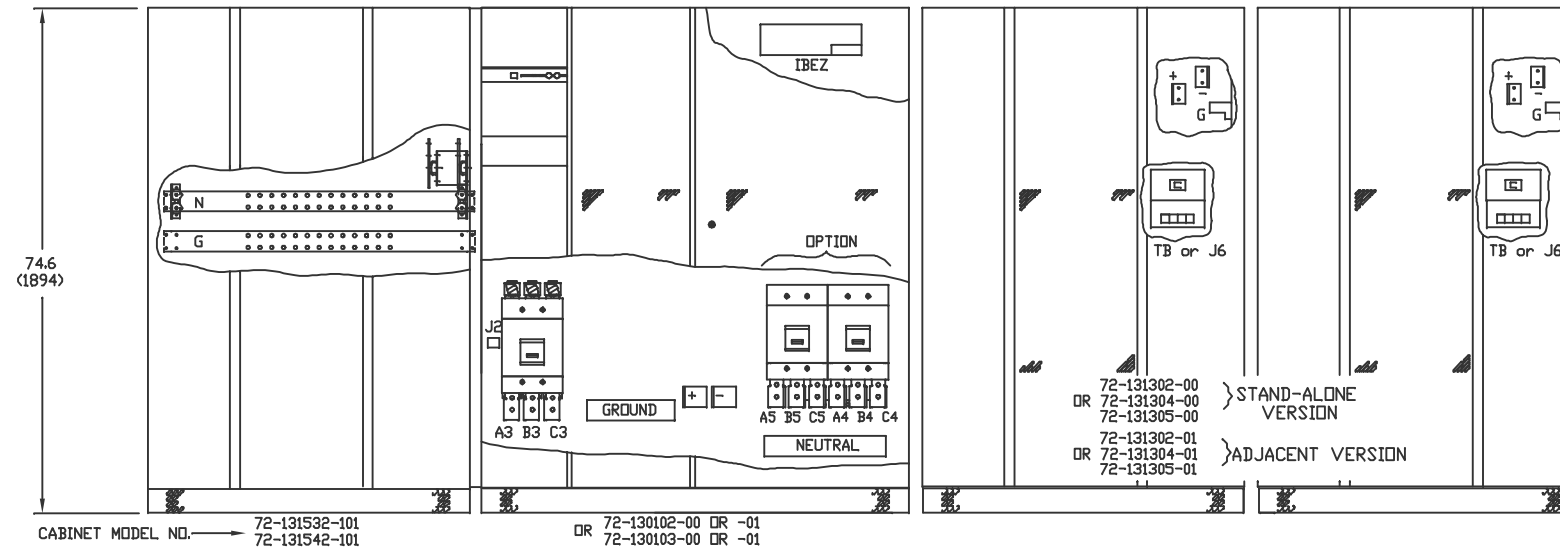 IBEZ
+
-
G
+
-
G
N
G
OPTION
TB or J6
TB or J6
74.6
(1894)
J2
+ -
GROUND
A3 B3 C3
A5 B5 C5 A4 B4 C4
NEUTRAL
72-131302-00
OR 72-131304-00
72-131305-00
STAND-ALONE
VERSION
72-131302-01
OR 72-131304-01
72-131305-01
ADJACENT VERSION
CABINET MODEL NO.
72-131532-101
72-131542-101
OR 72-130102-00 OR -01
72-130103-00 OR -01